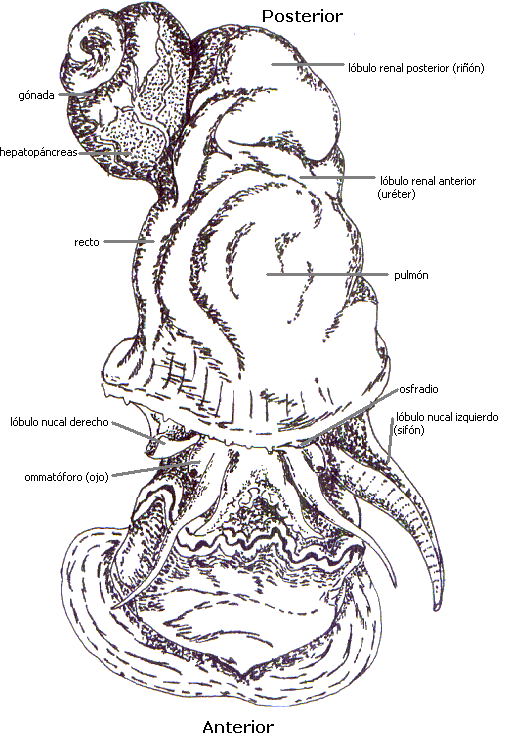 Posterior
lóbulo renal posterior (riñón)
gónada
hepatopáncreas
lóbulo renal anterior
(uréter)
recto
pulmón
osfradio
lóbulo nucal derecho
lóbulo nucal izquierdo
(sifón)
ommatóforo (ojo)
Anterior